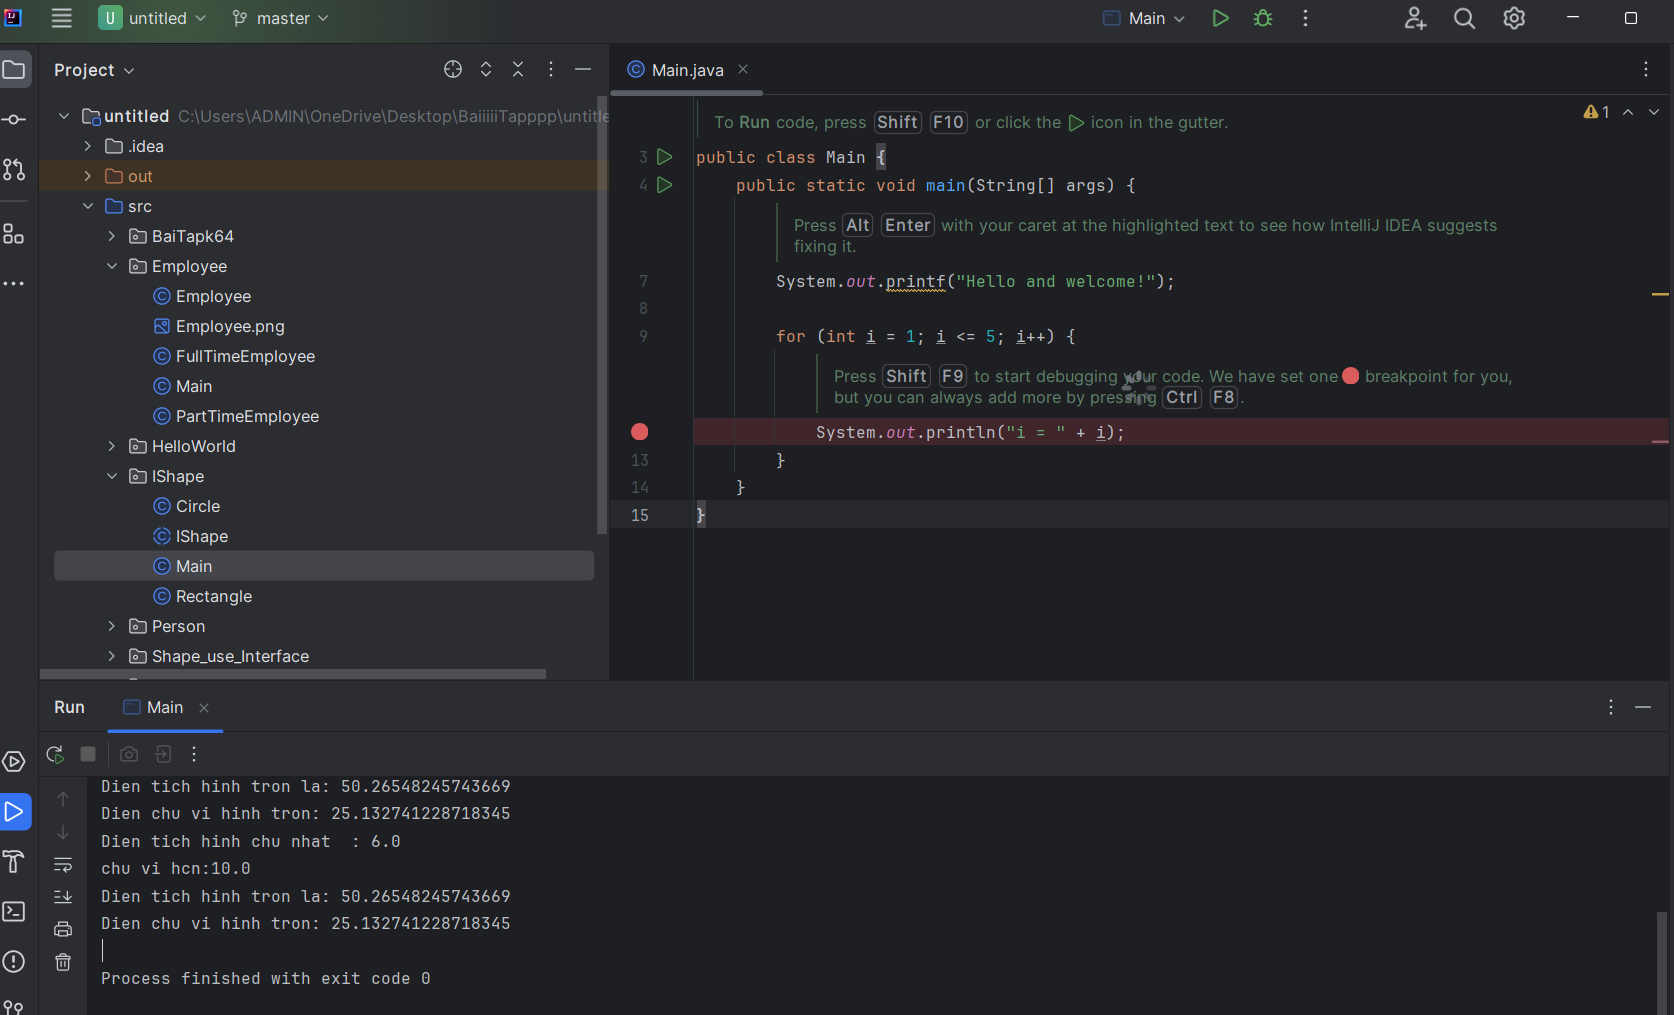 U untitled master Main
Project
untitled C:\Users\ADMIN\OneDrive\Desktop\BaiiiiiTapppp\untitle
.idea
out
src
BaiTapk64
Employee
Employee
Employee.png
FullTimeEmployee
Main
PartTimeEmployee
HelloWorld
IShape
Circle
IShape
Main
Rectangle
Person
Shape_use_Interface
Main.java
1
To Run code, press Shift F10 or click the icon in the gutter.
3 public class Main {
4 public static void main(String[] args) {
Press Alt Enter with your caret at the highlighted text to see how IntelliJ IDEA suggests
fixing it.
7 System.out.printf("Hello and welcome!");
8
9 for (int i = 1; i <= 5; i++) {
Press Shift F9 to start debugging your code. We have set one breakpoint for you,
but you can always add more by pressing Ctrl F8.
System.out.println("i = " + i);
13 }
14 }
15 }
Run Main
Dien tich hinh tron la: 50.26548245743669
Dien chu vi hinh tron: 25.132741228718345
Dien tich hinh chu nhat  : 6.0
chu vi hcn:10.0
Dien tich hinh tron la: 50.26548245743669
Dien chu vi hinh tron: 25.132741228718345
Process finished with exit code 0